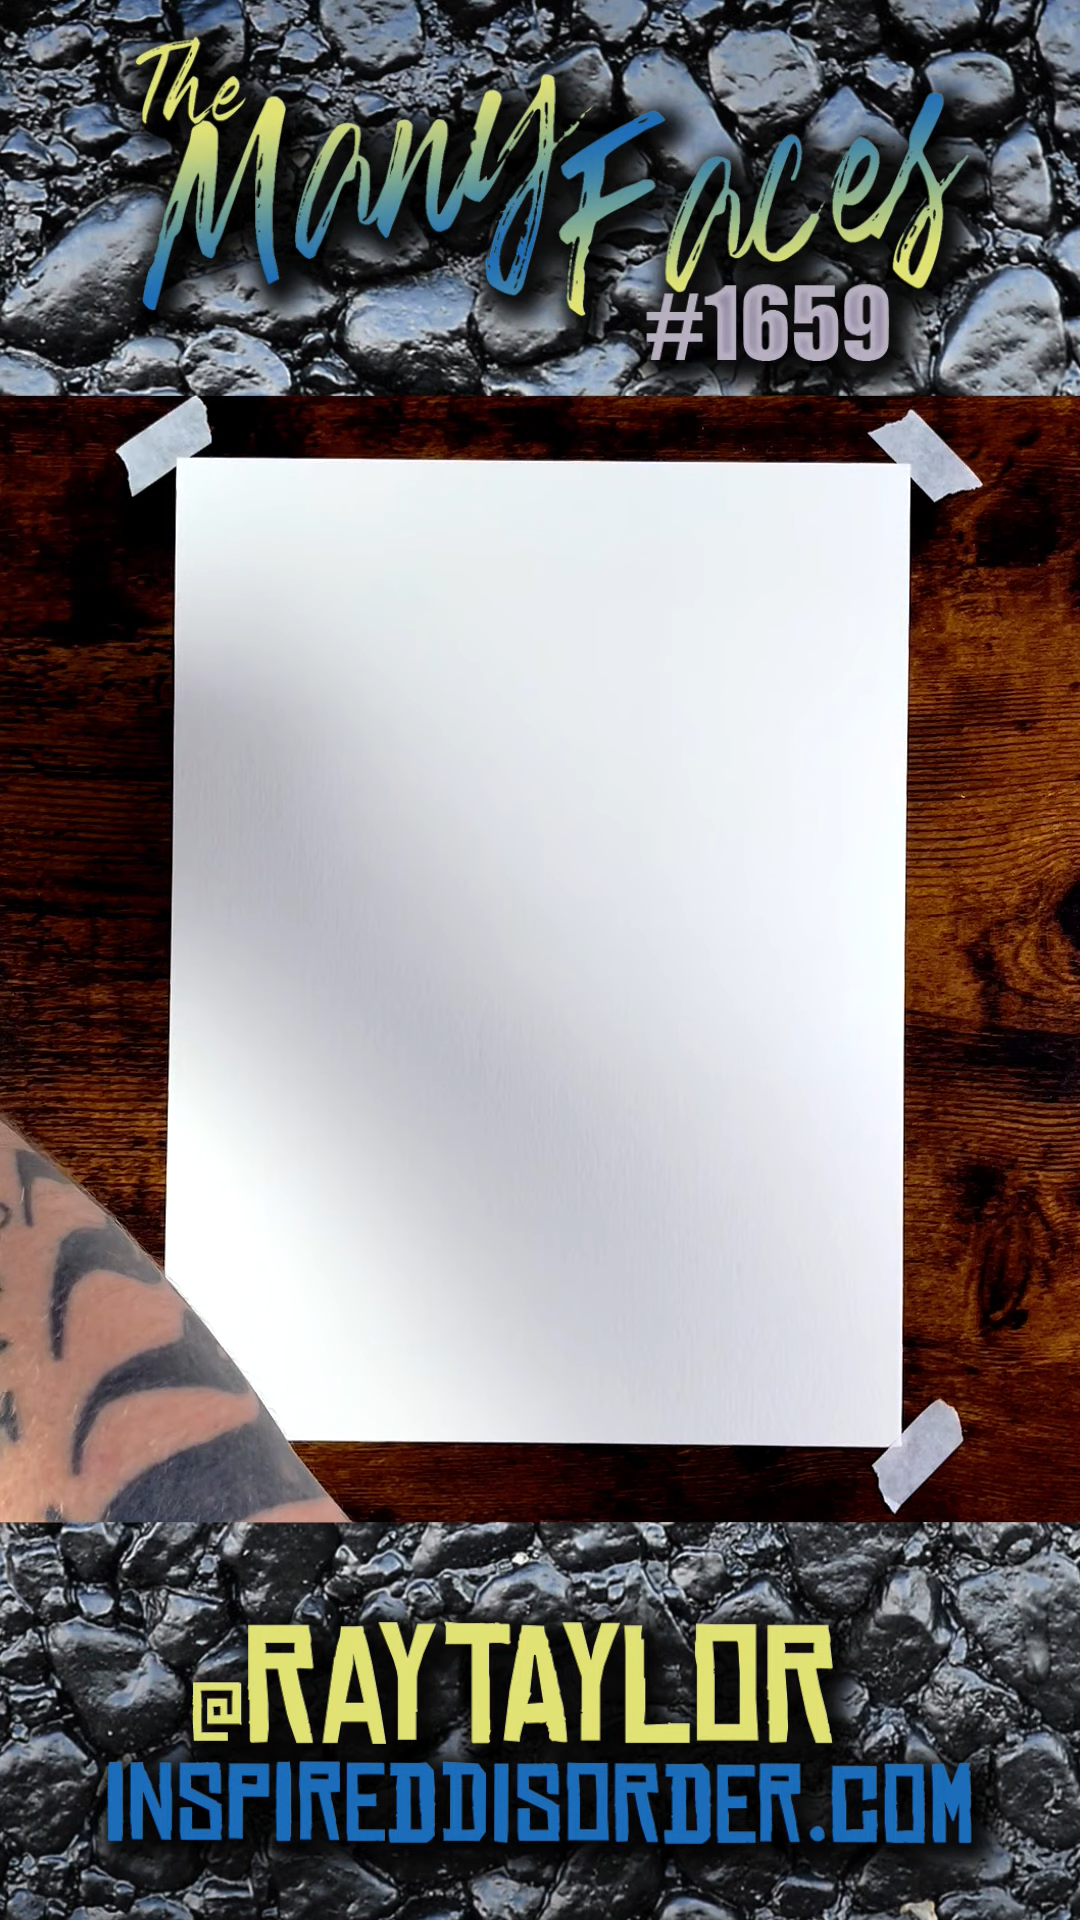 The
Many Faces
#1659
@RAYTAYLOR
INSPIREDDISORDER.COM